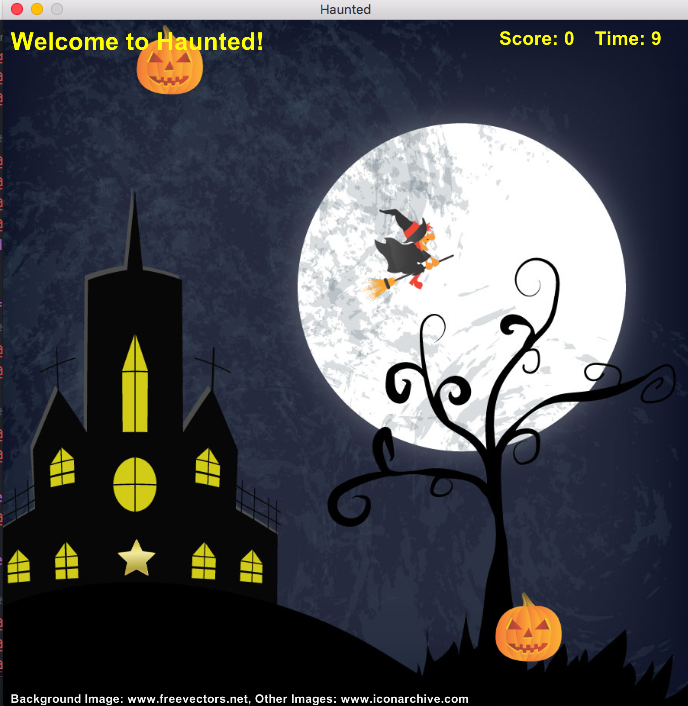 Haunted
Welcome to Haunted!
Score: 0 Time: 9
Background Image: www.freevectors.net, Other Images: www.iconarchive.com